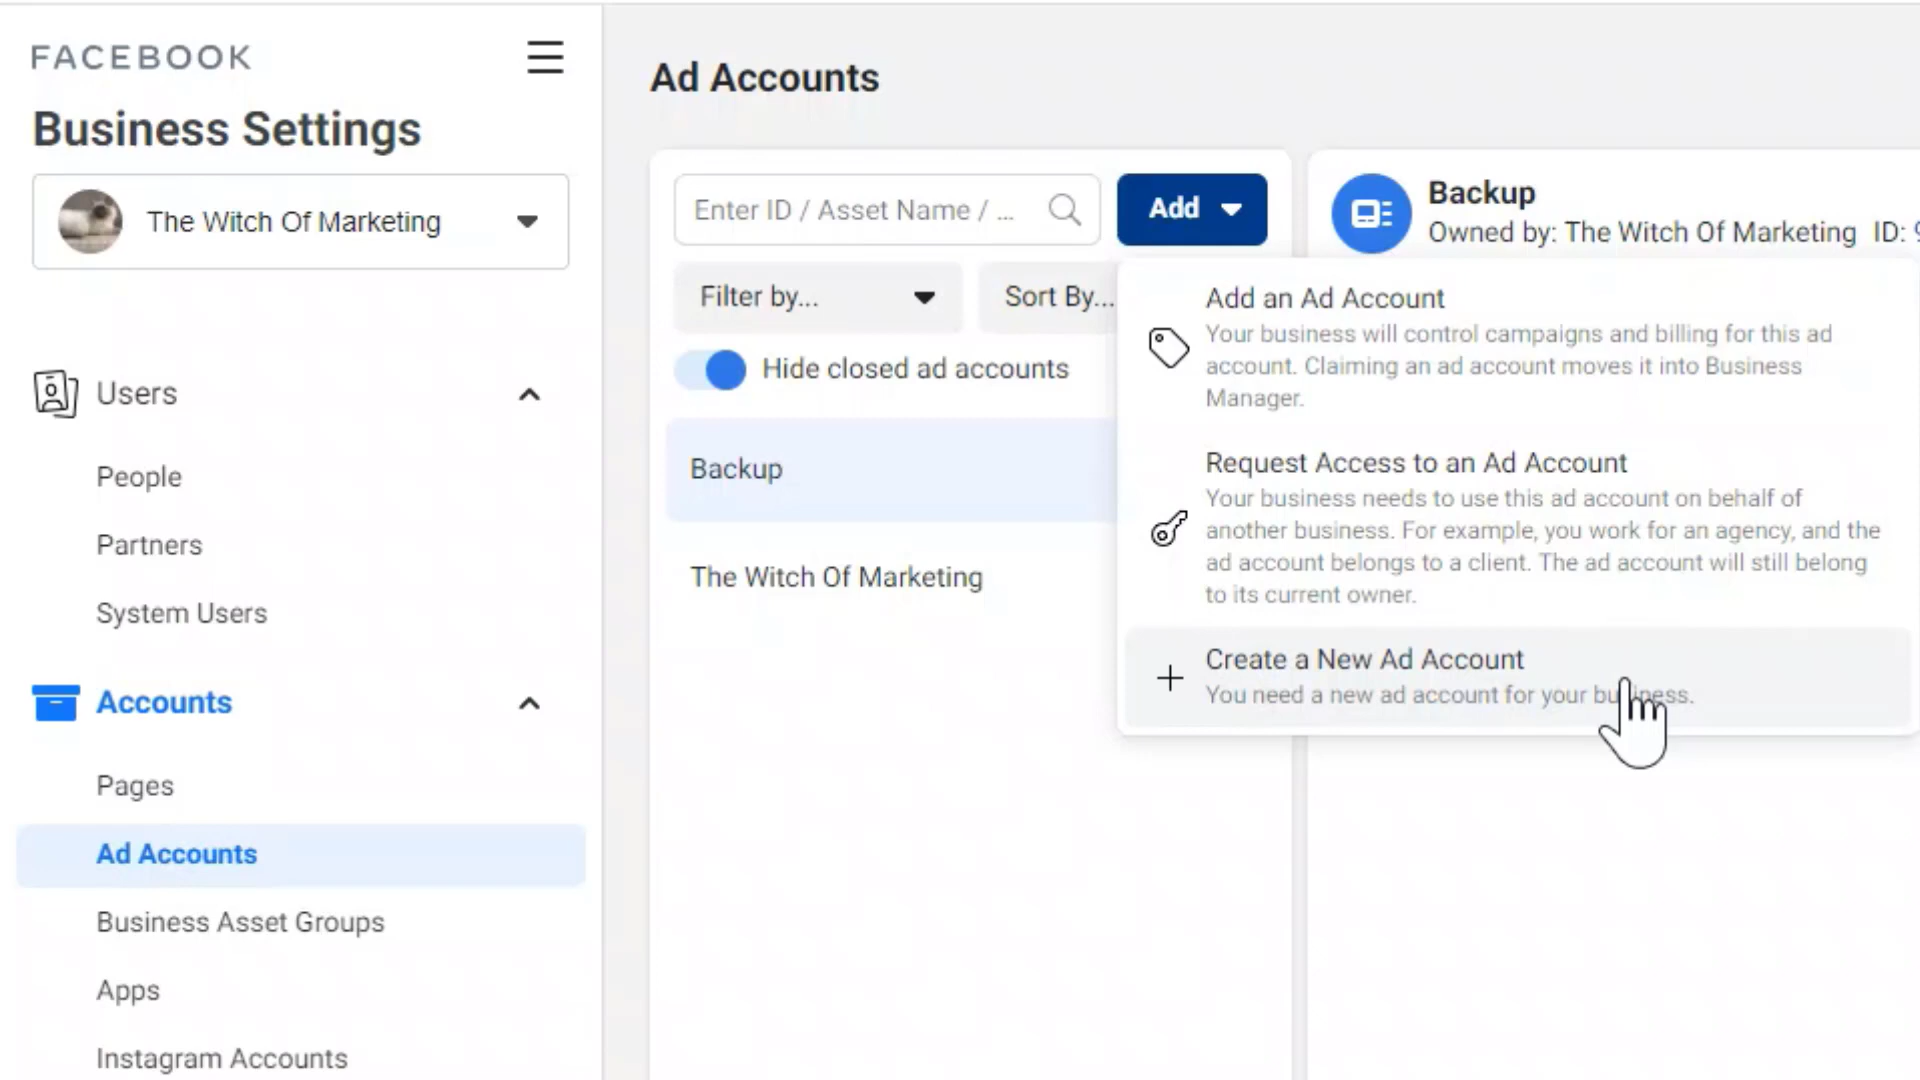 FACEBOOK
Business Settings
The Witch Of Marketing
Users
People
Partners
System Users
Accounts
Pages
Ad Accounts
Business Asset Groups
Apps
Instagram Accounts
Ad Accounts
Enter ID / Asset Name / ...
Add
Filter by...
Sort By...
Hide closed ad accounts
Backup
The Witch Of Marketing
Backup
Owned by: The Witch Of Marketing ID:
Add an Ad Account
Your business will control campaigns and billing for this ad
account. Claiming an ad account moves it into Business
Manager.
Request Access to an Ad Account
Your business needs to use this ad account on behalf of
another business. For example, you work for an agency, and the
ad account belongs to a client. The ad account will still belong
to its current owner.
Create a New Ad Account
You need a new ad account for your business.